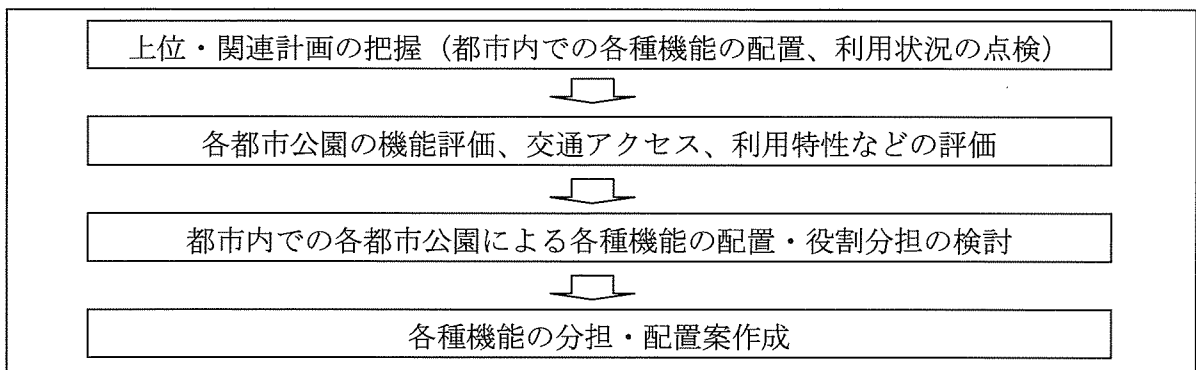 上位・関連計画の把握（都市内での各種機能の配置、利用状況の点検）
各都市公園の機能評価、交通アクセス、利用特性などの評価
都市内での各都市公園による各種機能の配置・役割分担の検討
各種機能の分担・配置案作成